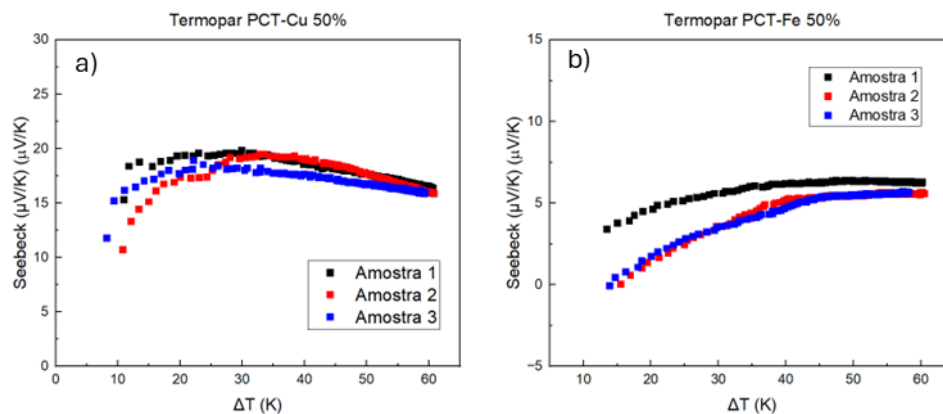 Termopar PCT-Cu 50%
a)
Seebeck (μV/K)
30
25
20
15
10
5
0
Amostra 1
Amostra 2
Amostra 3
0 10 20 30 40 50 60
ΔT (K)
Termopar PCT-Fe 50%
b)
Seebeck (μV/K)
15
10
5
0
−5
Amostra 1
Amostra 2
Amostra 3
10 20 30 40 50 60
ΔT (K)